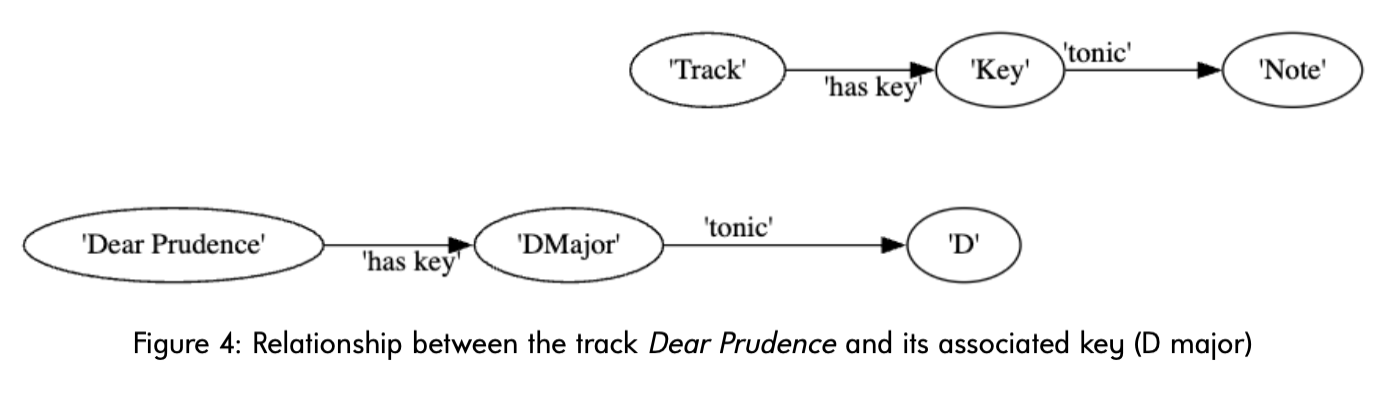 'Track' 'has key' 'Key' 'tonic' 'Note'
'Dear Prudence' 'has key' 'DMajor' 'tonic' 'D'
Figure 4: Relationship between the track Dear Prudence and its associated key (D major)